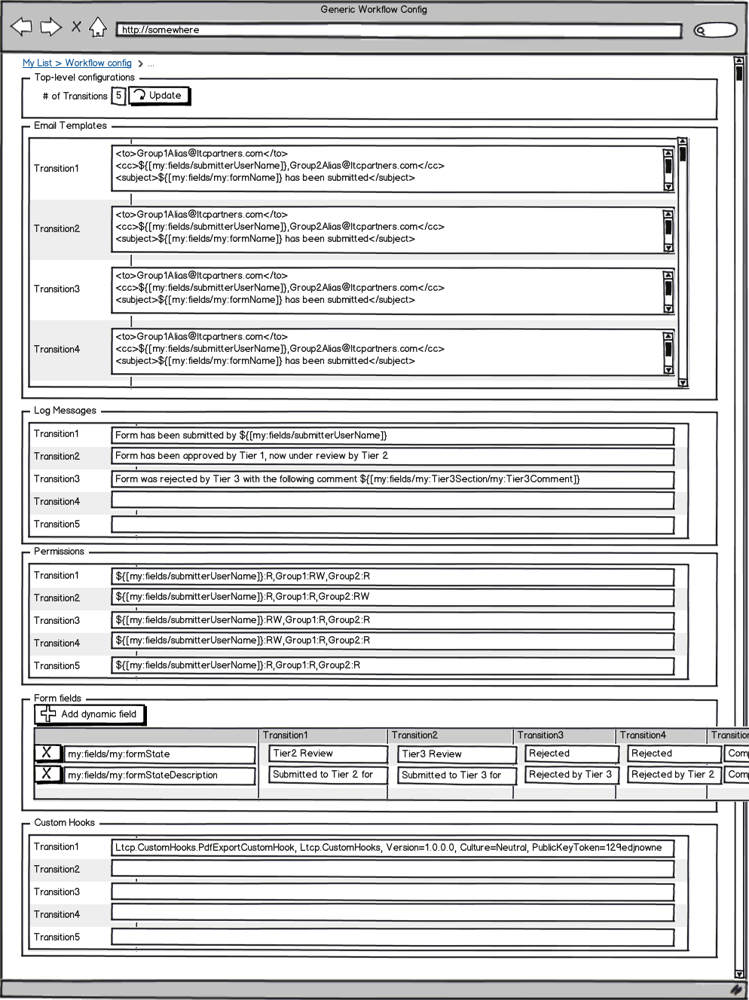 Generic Workflow Config
http://somewhere
My List > Workflow config > ...
Top-level configurations
# of Transitions 5 Update
Email Templates
Transition1
<to>Group1Alias@ltcpartners.com</to>
<cc>${[my:fields/submitterUserName]},Group2Alias@ltcpartners.com</cc>
<subject>${[my:fields/my:formName]} has been submitted</subject>
Transition2
<to>Group1Alias@ltcpartners.com</to>
<cc>${[my:fields/submitterUserName]},Group2Alias@ltcpartners.com</cc>
<subject>${[my:fields/my:formName]} has been submitted</subject>
Transition3
<to>Group1Alias@ltcpartners.com</to>
<cc>${[my:fields/submitterUserName]},Group2Alias@ltcpartners.com</cc>
<subject>${[my:fields/my:formName]} has been submitted</subject>
Transition4
<to>Group1Alias@ltcpartners.com</to>
<cc>${[my:fields/submitterUserName]},Group2Alias@ltcpartners.com</cc>
<subject>${[my:fields/my:formName]} has been submitted</subject>
Log Messages
Transition1 Form has been submitted by ${[my:fields/submitterUserName]}
Transition2 Form has been approved by Tier 1, now under review by Tier 2
Transition3 Form was rejected by Tier 3 with the following comment ${[my:fields/my:Tier3Section/my:Tier3Comment]}
Transition4
Transition5
Permissions
Transition1 ${[my:fields/submitterUserName]}:R,Group1:RW,Group2:R
Transition2 ${[my:fields/submitterUserName]}:R,Group1:R,Group2:RW
Transition3 ${[my:fields/submitterUserName]}:RW,Group1:R,Group2:R
Transition4 ${[my:fields/submitterUserName]}:RW,Group1:R,Group2:R
Transition5 ${[my:fields/submitterUserName]}:R,Group1:R,Group2:R
Form fields
Add dynamic field
Transition1 Transition2 Transition3 Transition4 Transition
X my:fields/my:formState Tier2 Review Tier3 Review Rejected Rejected Com
X my:fields/my:formStateDescription Submitted to Tier 2 for Submitted to Tier 3 for Rejected by Tier 3 Rejected by Tier 2 Com
Custom Hooks
Transition1 Ltcp.CustomHooks.PdfExportCustomHook, Ltcp.CustomHooks, Version=1.0.0.0, Culture=Neutral, PublicKeyToken=129edjnowne
Transition2
Transition3
Transition4
Transition5